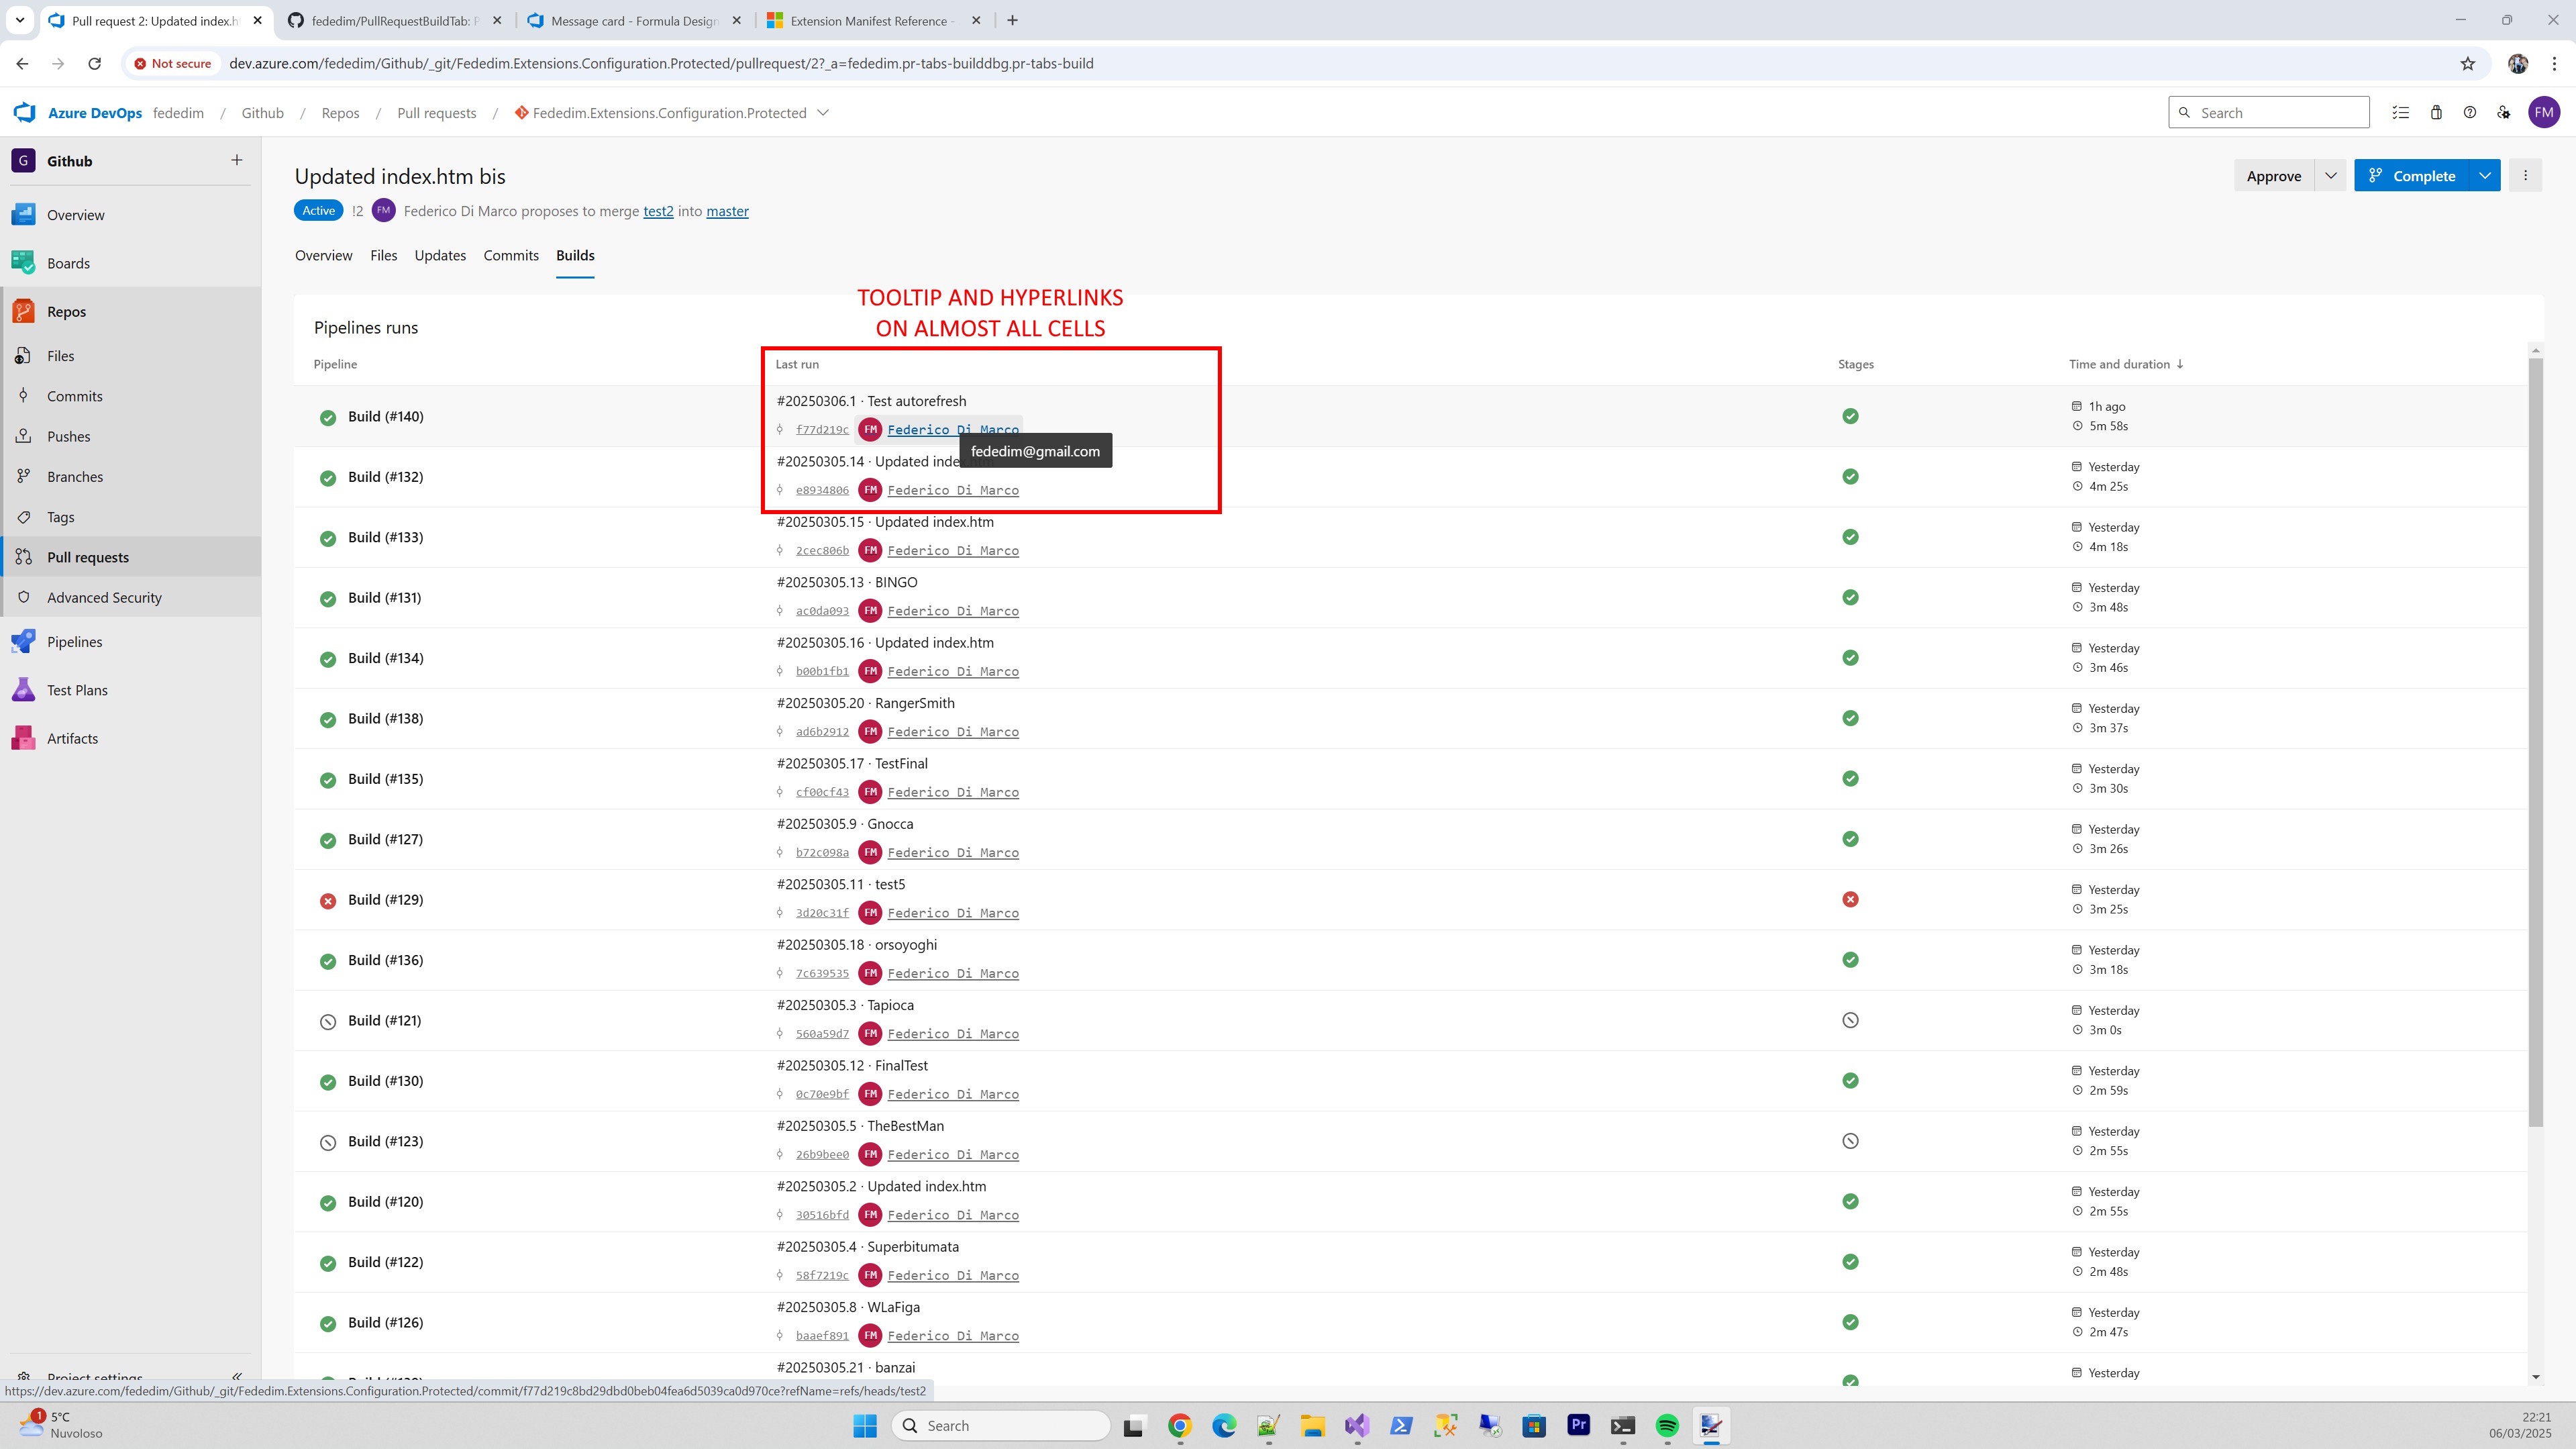 Pull request 2: Updated index.h
fededim/PullRequestBuildTab: P
Message card - Formula Design
Extension Manifest Reference -
Not secure
dev.azure.com/fededim/Github/_git/Fededim.Extensions.Configuration.Protected/pullrequest/2?_a=fededim.pr-tabs-builddbg.pr-tabs-build
Azure DevOps fededim / Github / Repos / Pull requests / Fededim.Extensions.Configuration.Protected
Search
FM
G Github
Overview
Boards
Repos
Files
Commits
Pushes
Branches
Tags
Pull requests
Advanced Security
Pipelines
Test Plans
Artifacts
Project settings
Updated index.htm bis
Approve
Complete
Active !2 FM Federico Di Marco proposes to merge test2 into master
Overview Files Updates Commits Builds
TOOLTIP AND HYPERLINKS
ON ALMOST ALL CELLS
Pipelines runs
Pipeline Last run Stages Time and duration
Build (#140)
#20250306.1 · Test autorefresh
f77d219c FM Federico Di Marco
1h ago
5m 58s
fededim@gmail.com
Build (#132)
#20250305.14 · Updated inde
e8934806 FM Federico Di Marco
Yesterday
4m 25s
Build (#133)
#20250305.15 · Updated index.htm
2cec806b FM Federico Di Marco
Yesterday
4m 18s
Build (#131)
#20250305.13 · BINGO
ac0da093 FM Federico Di Marco
Yesterday
3m 48s
Build (#134)
#20250305.16 · Updated index.htm
b00b1fb1 FM Federico Di Marco
Yesterday
3m 46s
Build (#138)
#20250305.20 · RangerSmith
ad6b2912 FM Federico Di Marco
Yesterday
3m 37s
Build (#135)
#20250305.17 · TestFinal
cf00cf43 FM Federico Di Marco
Yesterday
3m 30s
Build (#127)
#20250305.9 · Gnocca
b72c098a FM Federico Di Marco
Yesterday
3m 26s
Build (#129)
#20250305.11 · test5
3d20c31f FM Federico Di Marco
Yesterday
3m 25s
Build (#136)
#20250305.18 · orsoyoghi
7c639535 FM Federico Di Marco
Yesterday
3m 18s
Build (#121)
#20250305.3 · Tapioca
560a59d7 FM Federico Di Marco
Yesterday
3m 0s
Build (#130)
#20250305.12 · FinalTest
0c70e9bf FM Federico Di Marco
Yesterday
2m 59s
Build (#123)
#20250305.5 · TheBestMan
26b9bee0 FM Federico Di Marco
Yesterday
2m 55s
Build (#120)
#20250305.2 · Updated index.htm
30516bfd FM Federico Di Marco
Yesterday
2m 55s
Build (#122)
#20250305.4 · Superbitumata
58f7219c FM Federico Di Marco
Yesterday
2m 48s
Build (#126)
#20250305.8 · WLaFiga
baaef891 FM Federico Di Marco
Yesterday
2m 47s
#20250305.21 · banzai
Yesterday
https://dev.azure.com/fededim/Github/_git/Fededim.Extensions.Configuration.Protected/commit/f77d219c8bd29dbd0beb04fea6d5039ca0d970ce?refName=refs/heads/test2
1
5°C
Nuvoloso
Search
Pr
22:21
06/03/2025